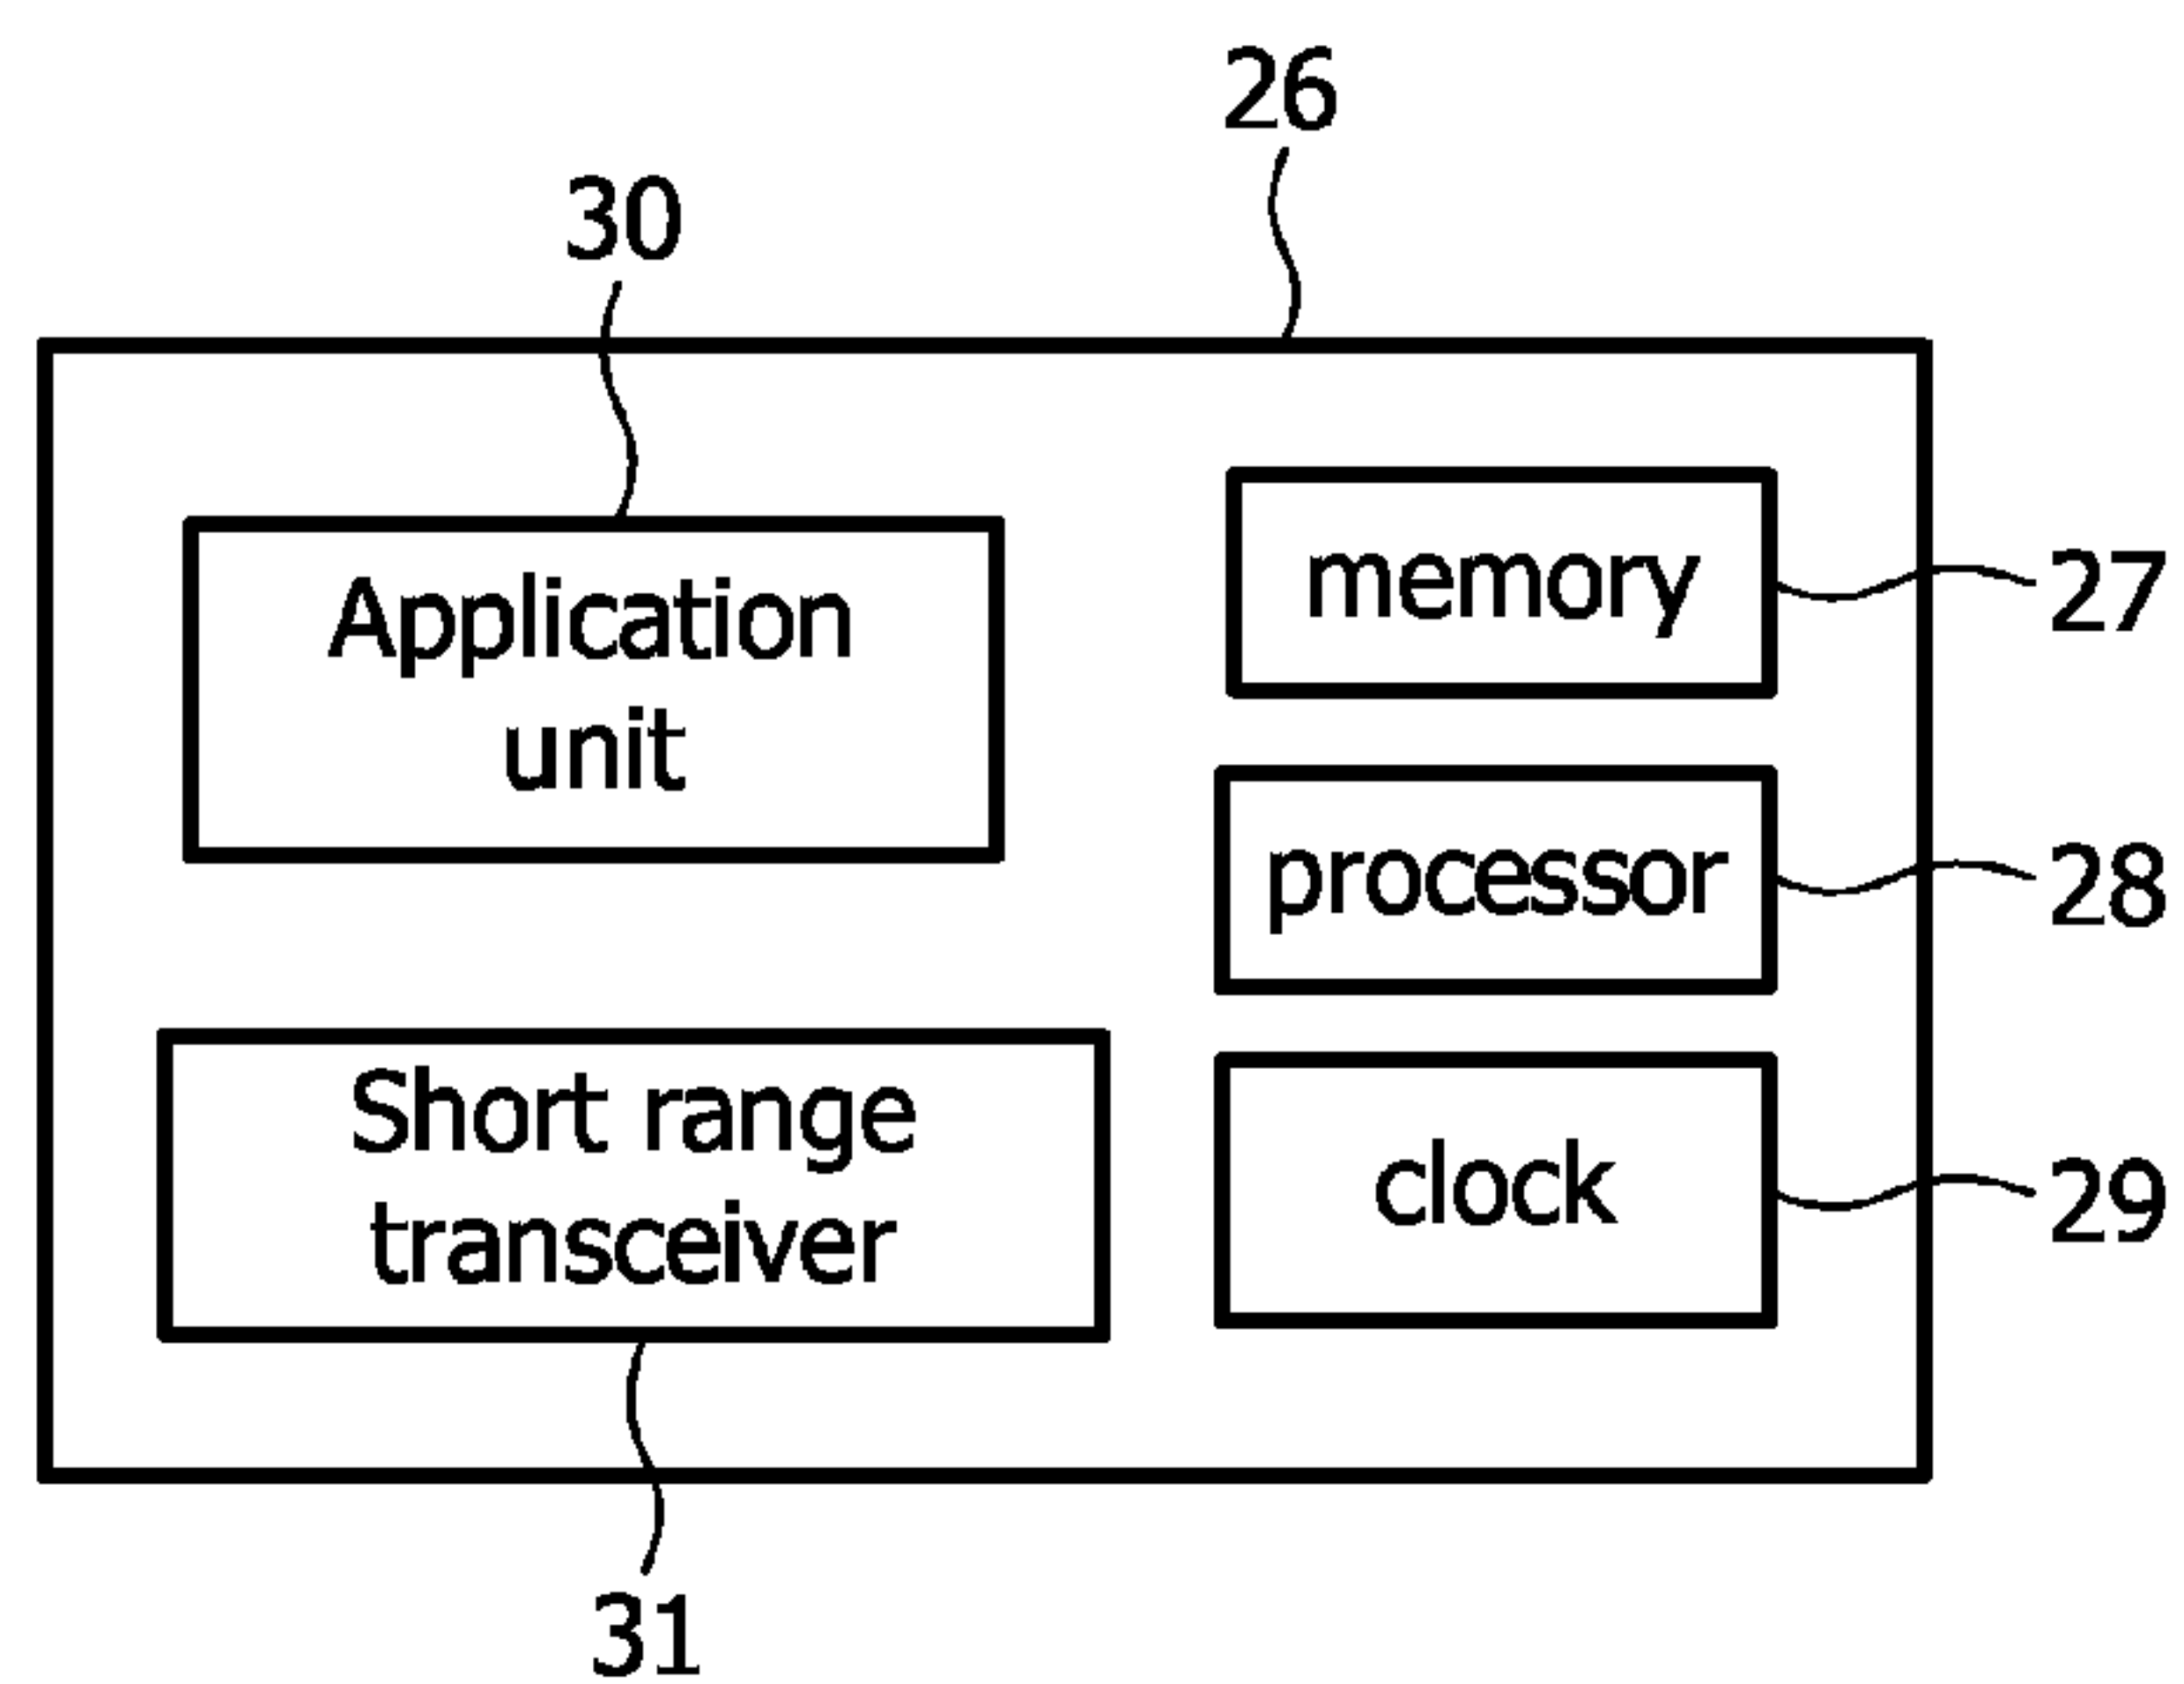 26
30
Application
unit
memory
27
processor
28
Short range
transceiver
clock
29
31